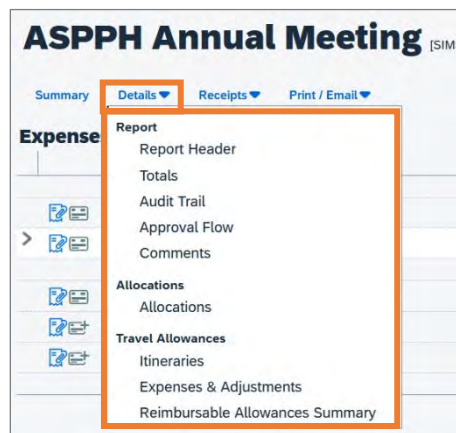 ASPPH Annual Meeting [SIM
Summary Details Receipts Print / Email
Expense
Report
Report Header
Totals
Audit Trail
Approval Flow
Comments
Allocations
Allocations
Travel Allowances
Itineraries
Expenses & Adjustments
Reimbursable Allowances Summary